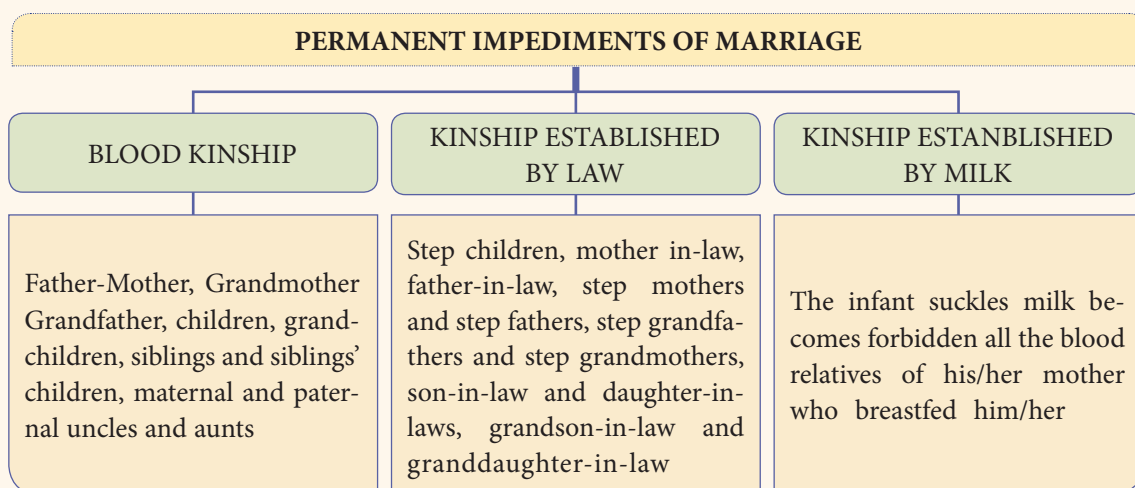 PERMANENT IMPEDIMENTS OF MARRIAGE
BLOOD KINSHIP
Father-Mother, Grandmother
Grandfather, children, grand-
children, siblings and siblings’
children, maternal and pater-
nal uncles and aunts
KINSHIP ESTABLISHED
BY LAW
Step children, mother in-law,
father-in-law, step mothers
and step fathers, step grandfa-
thers and step grandmothers,
son-in-law and daughter-in-
laws, grandson-in-law and
granddaughter-in-law
KINSHIP ESTANBLISHED
BY MILK
The infant suckles milk be-
comes forbidden all the blood
relatives of his/her mother
who breastfed him/her